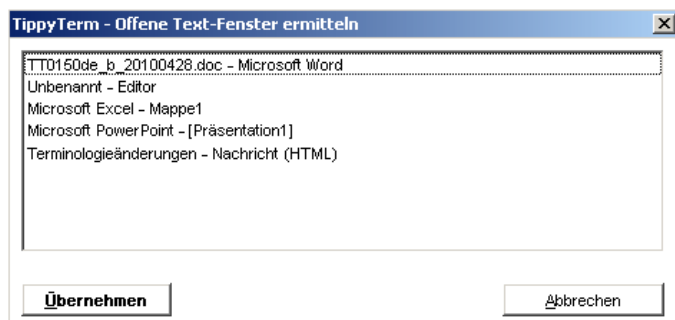 TippyTerm - Offene Text-Fenster ermitteln
TT0150de_b_20100428.doc - Microsoft Word
Unbenannt - Editor
Microsoft Excel - Mappe1
Microsoft PowerPoint - [Präsentation1]
Terminologieänderungen - Nachricht (HTML)
Übernehmen
Abbrechen